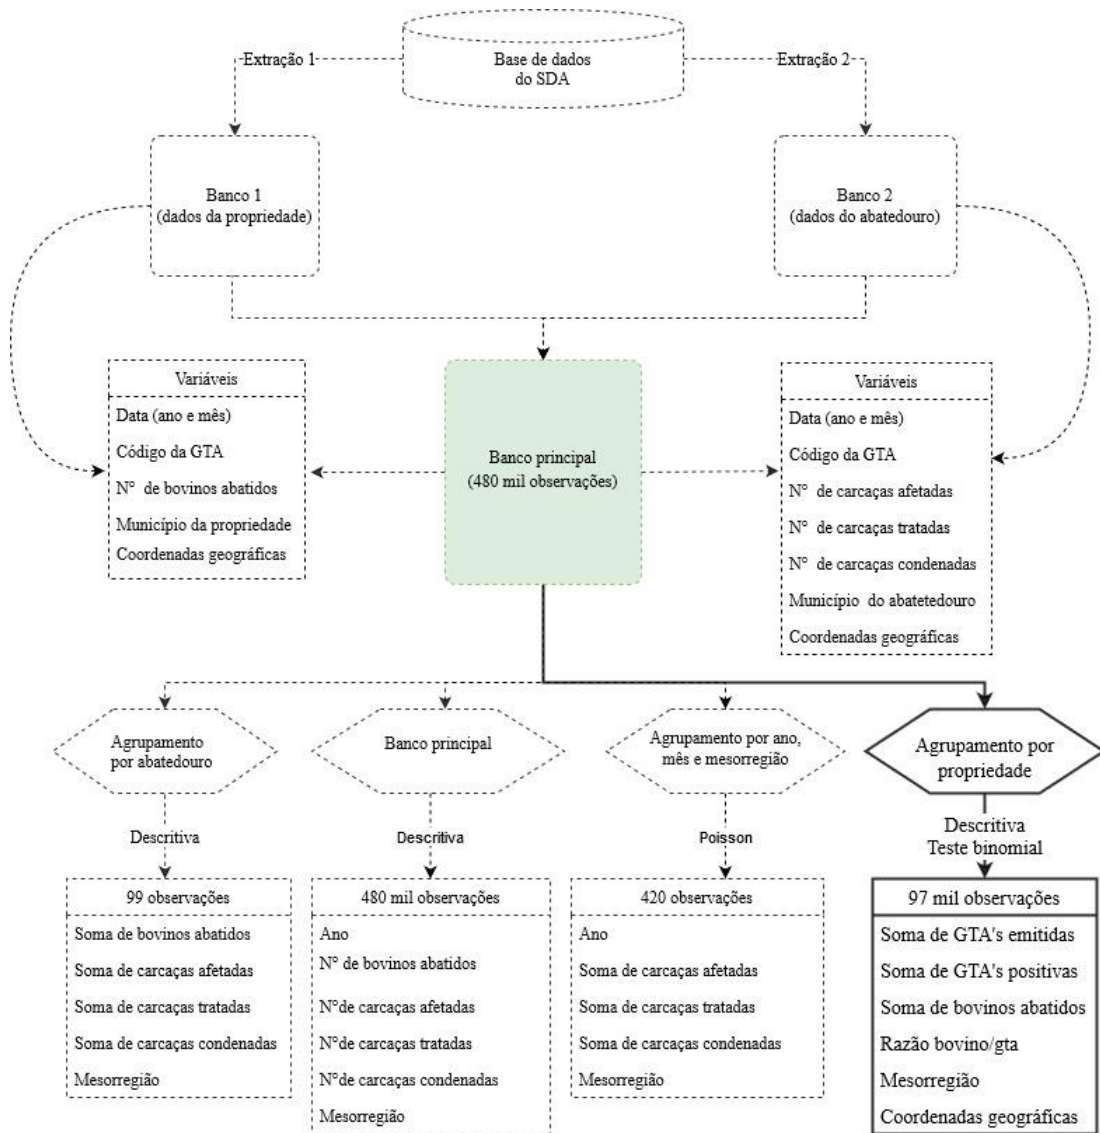 Base de dados
do SDA
Extração 1
Extração 2
Banco 1
(dados da propriedade)
Banco 2
(dados do abatedouro)
Variáveis
Data (ano e mês)
Código da GTA
N° de bovinos abatidos
Município da propriedade
Coordenadas geográficas
Banco principal
(480 mil observações)
Variáveis
Data (ano e mês)
Código da GTA
N° de carcaças afetadas
N° de carcaças tratadas
N° de carcaças condenadas
Município do abatetedouro
Coordenadas geográficas
Agrupamento
por abatedouro
Banco principal
Agrupamento por ano,
mês e mesorregião
Agrupamento por
propriedade
Descritiva
Descritiva
Poisson
Descritiva
Teste binomial
99 observações
Soma de bovinos abatidos
Soma de carcaças afetadas
Soma de carcaças tratadas
Soma de carcaças condenadas
Mesorregião
480 mil observações
Ano
N° de bovinos abatidos
N°de carcaças afetadas
N°de carcaças tratadas
N°de carcaças condenadas
Mesorregião
420 observações
Ano
Soma de carcaças afetadas
Soma de carcaças tratadas
Soma de carcaças condenadas
Mesorregião
97 mil observações
Soma de GTA's emitidas
Soma de GTA's positivas
Soma de bovinos abatidos
Razão bovino/gta
Mesorregião
Coordenadas geográficas